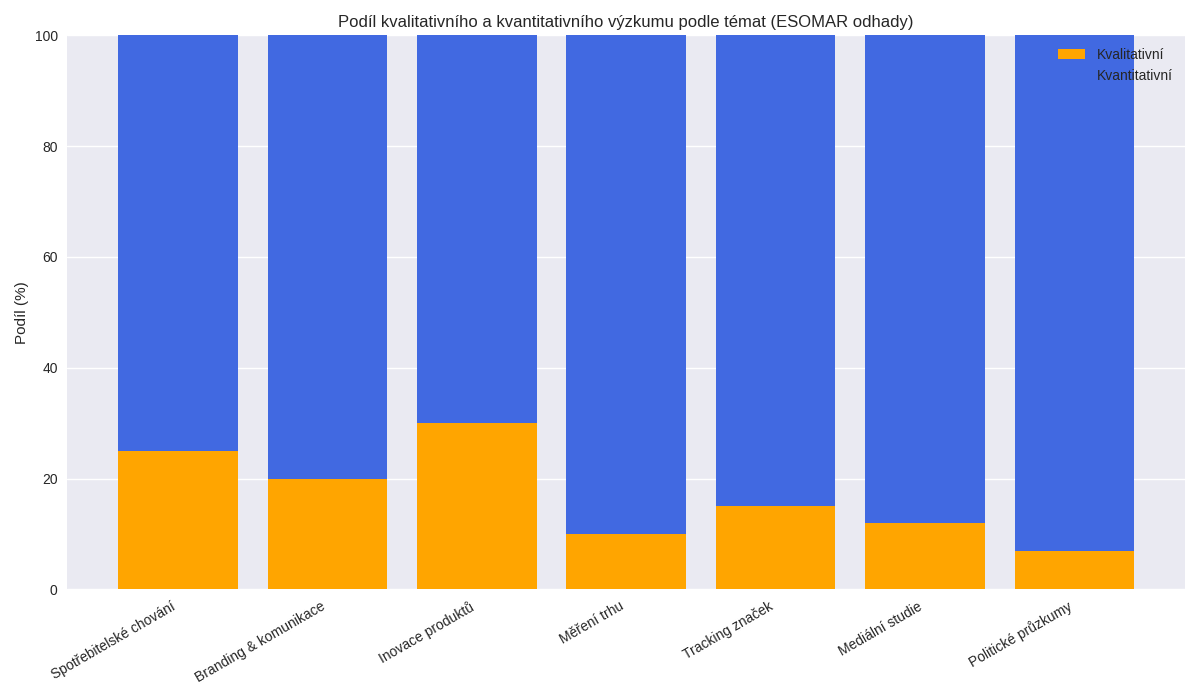 Podíl kvalitativního a kvantitativního výzkumu podle témat (ESOMAR odhady)
Kvalitativní
Kvantitativní
Podíl (%)
100
80
60
40
20
0
Spotřebitelské chování
Branding & komunikace
Inovace produktů
Měření trhu
Tracking značek
Mediální studie
Politické průzkumy